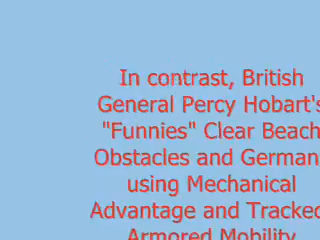 In contrast, British
General Percy Hobart's
"Funnies" Clear Beach
Obstacles and German
using Mechanical
Advantage and Tracked
Armored Mobility